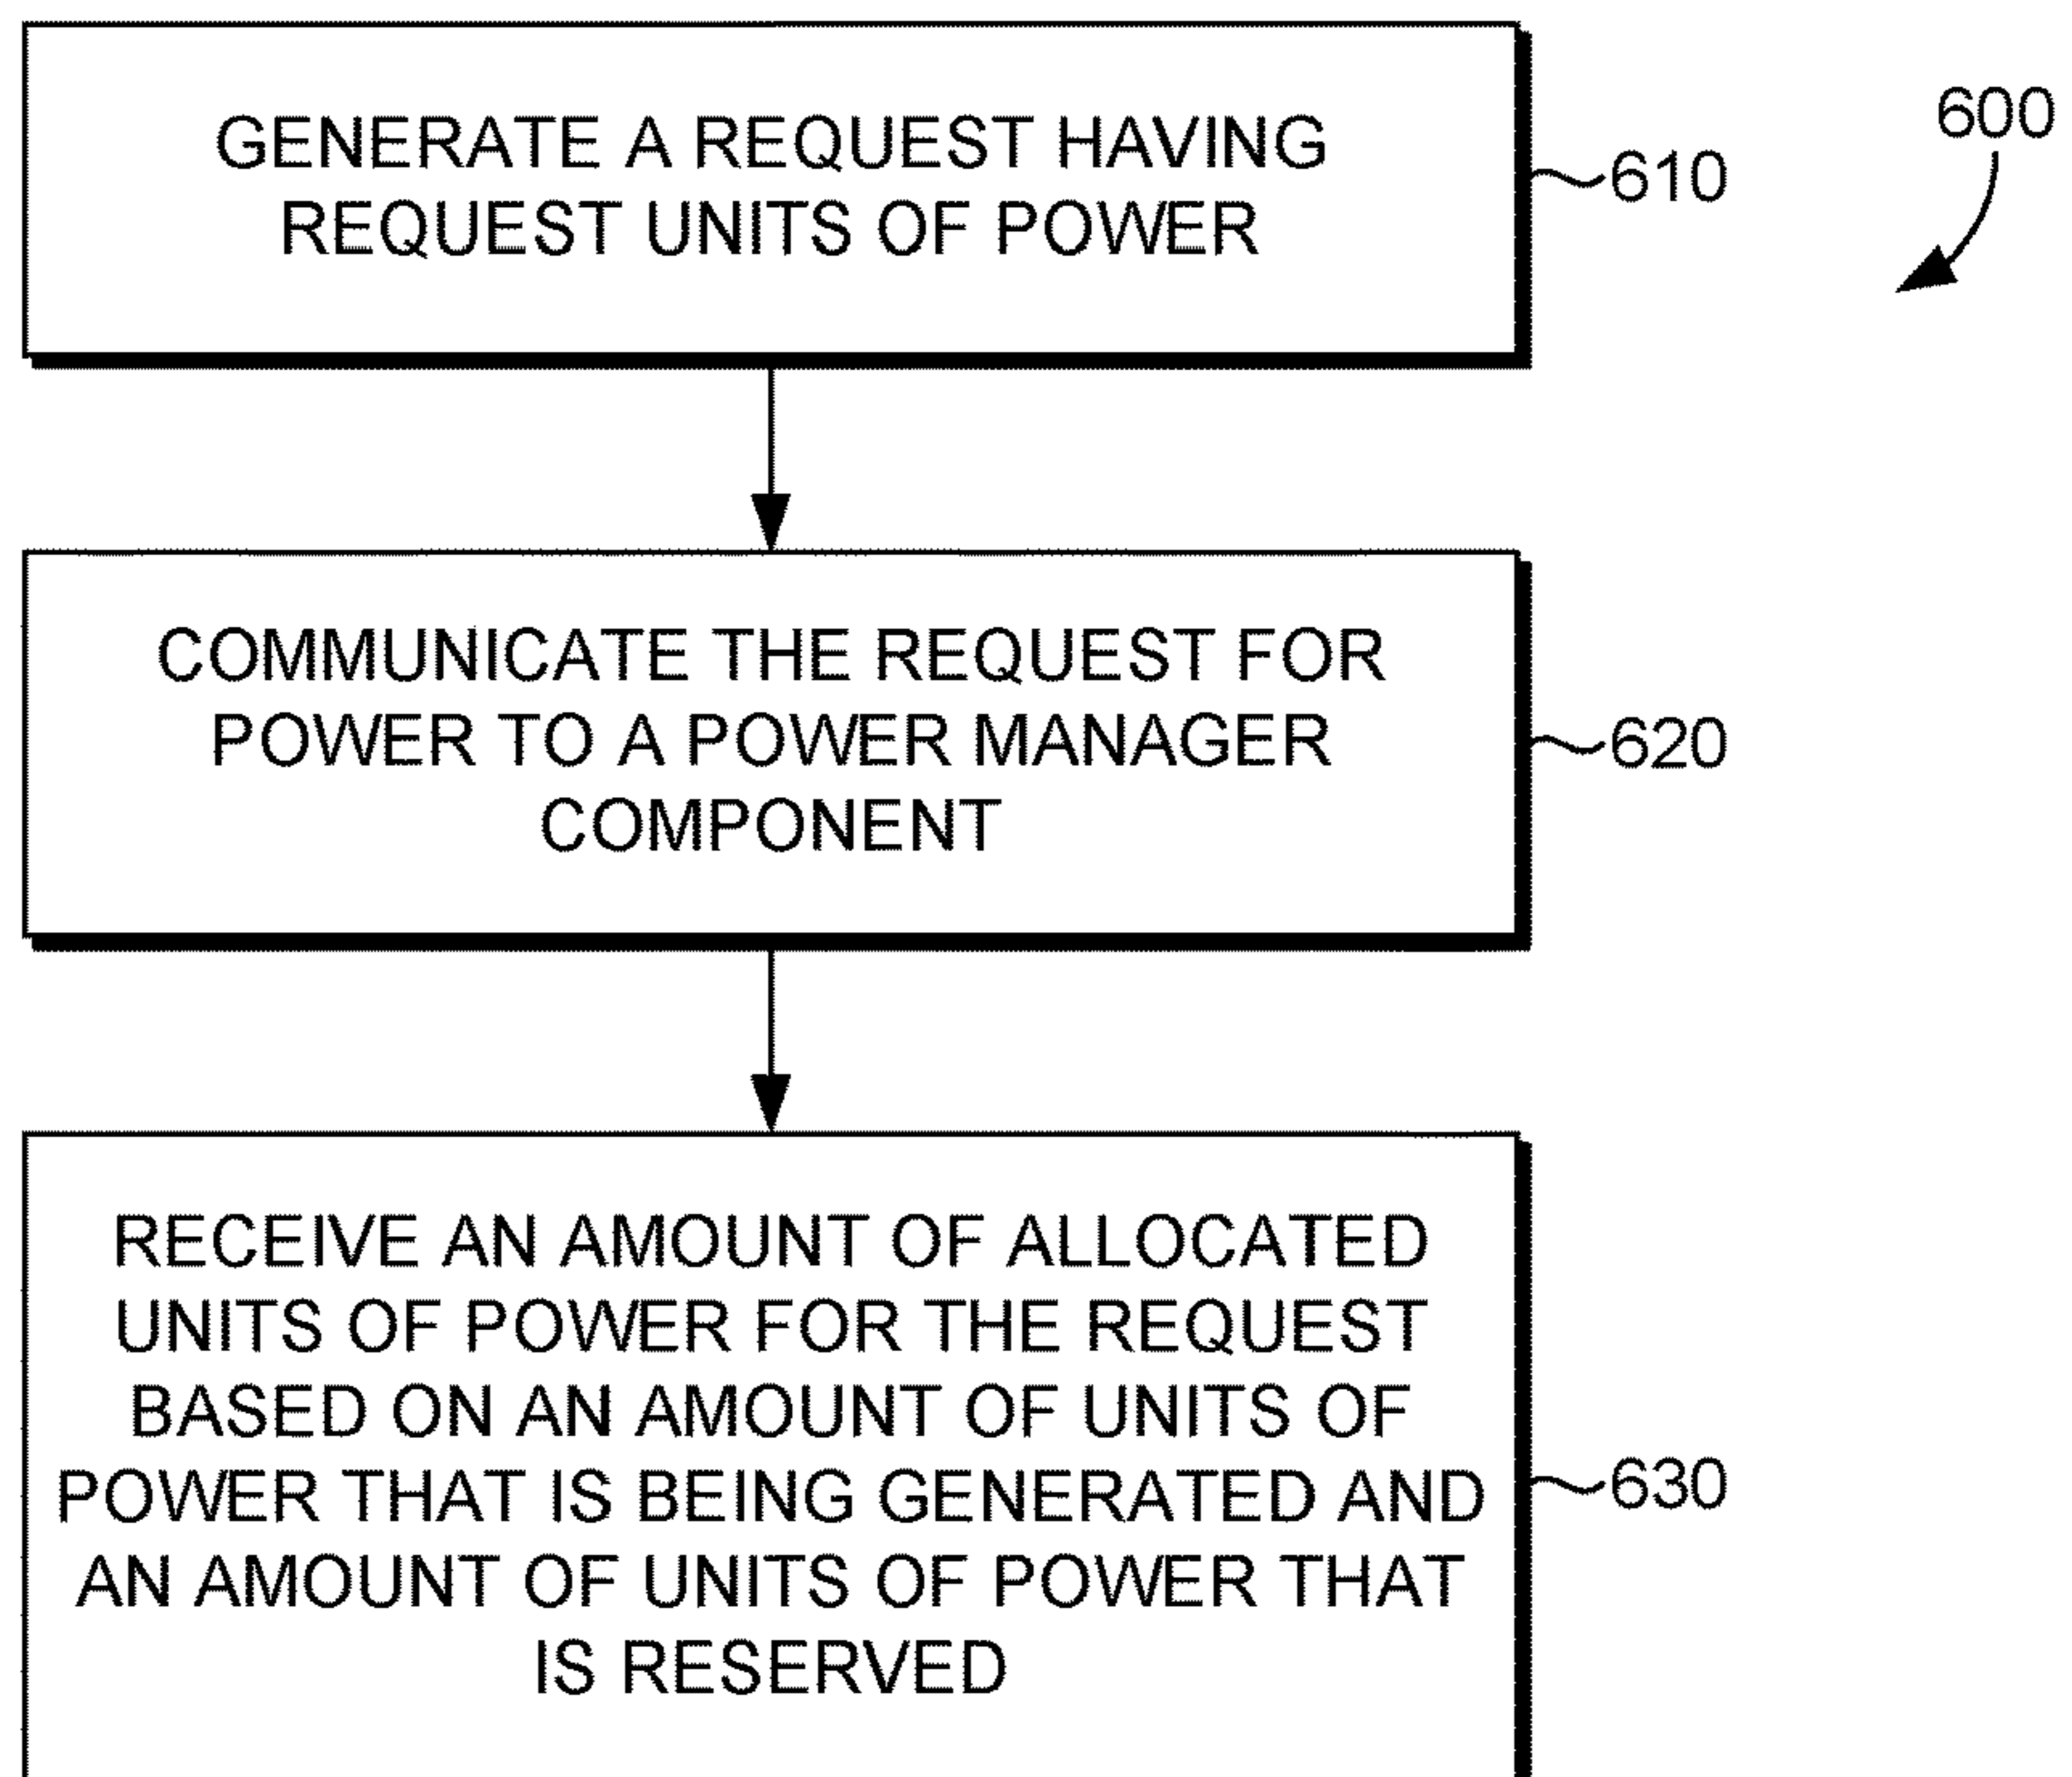 GENERATE A REQUEST HAVING
REQUEST UNITS OF POWER
610
600
COMMUNICATE THE REQUEST FOR
POWER TO A POWER MANAGER
COMPONENT
620
RECEIVE AN AMOUNT OF ALLOCATED
UNITS OF POWER FOR THE REQUEST
BASED ON AN AMOUNT OF UNITS OF
POWER THAT IS BEING GENERATED AND
AN AMOUNT OF UNITS OF POWER THAT
IS RESERVED
630